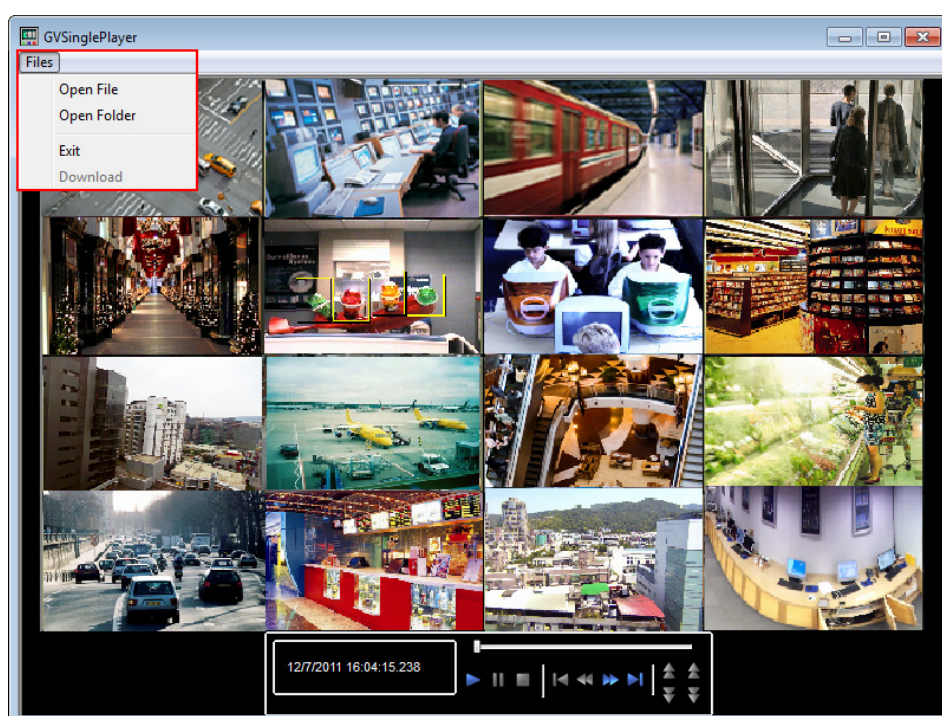 GVSinglePlayer
Files
Open File
Open Folder
Exit
Download
12/7/2011 16:04:15.238